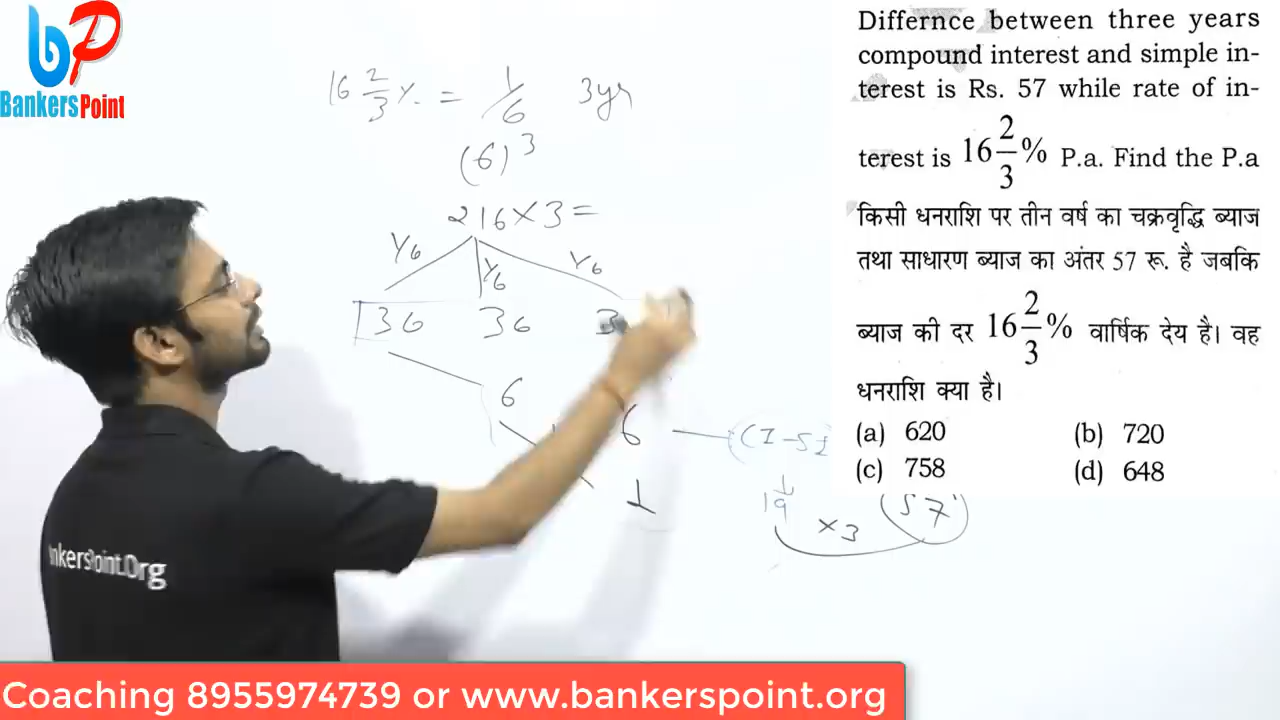 BankersPoint
16 2/3 %. = 1/6 3yr
(6)³
216×3=
1/6 1/6 1/6
36 36 3
6 6
1
(I-SI
19
×3
57
Differnce between three years
compound interest and simple in-
terest is Rs. 57 while rate of in-
terest is 16 2/3 % P.a. Find the P.a
किसी धनराशि पर तीन वर्ष का चक्रवृद्धि ब्याज
तथा साधारण ब्याज का अंतर 57 रू. है जबकि
ब्याज की दर 16 2/3 % वार्षिक देय है। वह
धनराशि क्या है।
(a) 620 (b) 720
(c) 758 (d) 648
nkersPoint.Org
Coaching 8955974739 or www.bankerspoint.org